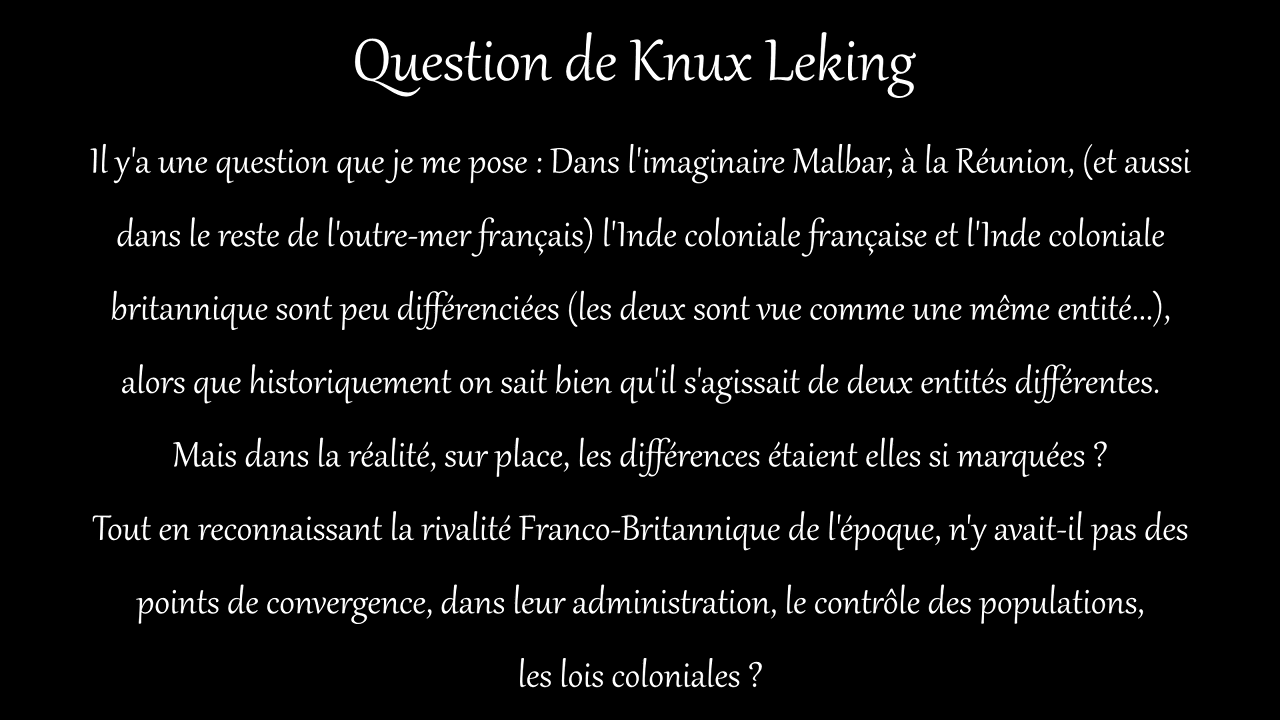 Question de Knux Leking
Il y'a une question que je me pose : Dans l'imaginaire Malbar, à la Réunion, (et aussi
dans le reste de l'outre-mer français) l'Inde coloniale française et l'Inde coloniale
britannique sont peu différenciées (les deux sont vue comme une même entité...),
alors que historiquement on sait bien qu'il s'agissait de deux entités différentes.
Mais dans la réalité, sur place, les différences étaient elles si marquées ?
Tout en reconnaissant la rivalité Franco-Britannique de l'époque, n'y avait-il pas des
points de convergence, dans leur administration, le contrôle des populations,
les lois coloniales ?